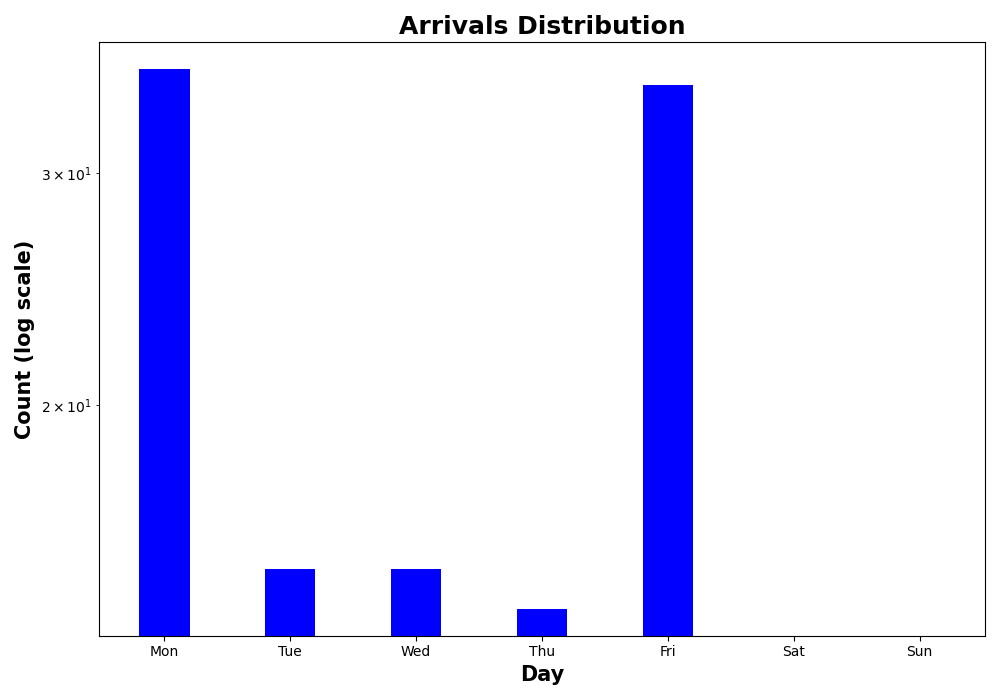 Arrivals Distribution
Count (log scale)
3 × 10¹
2 × 10¹
Mon Tue Wed Thu Fri Sat Sun
Day